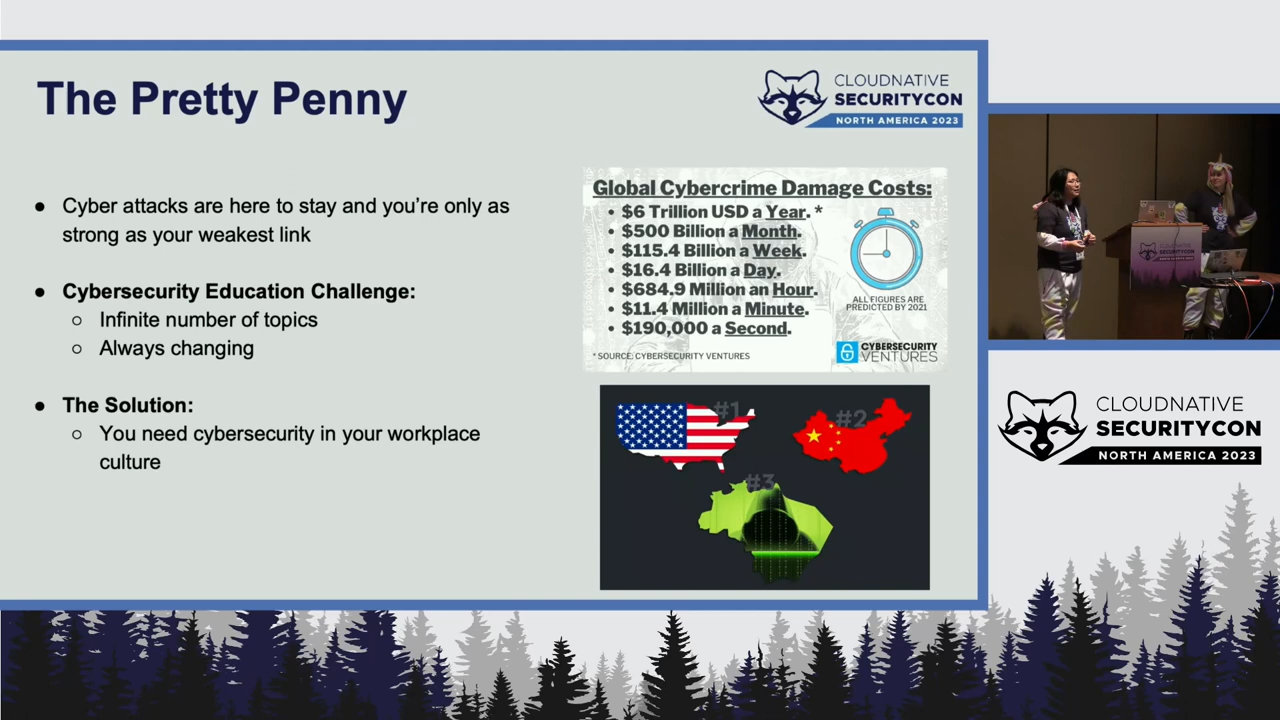 The Pretty Penny
CLOUDNATIVE
SECURITYCON
NORTH AMERICA 2023
● Cyber attacks are here to stay and you’re only as
strong as your weakest link
● Cybersecurity Education Challenge:
○ Infinite number of topics
○ Always changing
● The Solution:
○ You need cybersecurity in your workplace
culture
Global Cybercrime Damage Costs:
• $6 Trillion USD a Year. *
• $500 Billion a Month.
• $115.4 Billion a Week.
• $16.4 Billion a Day.
• $684.9 Million an Hour.
• $11.4 Million a Minute.
• $190,000 a Second.
ALL FIGURES ARE
PREDICTED BY 2021
* SOURCE: CYBERSECURITY VENTURES
CYBERSECURITY
VENTURES
#1
#2
#3
CLOUDNATIVE
SECURITYCON
NORTH AMERICA 2023